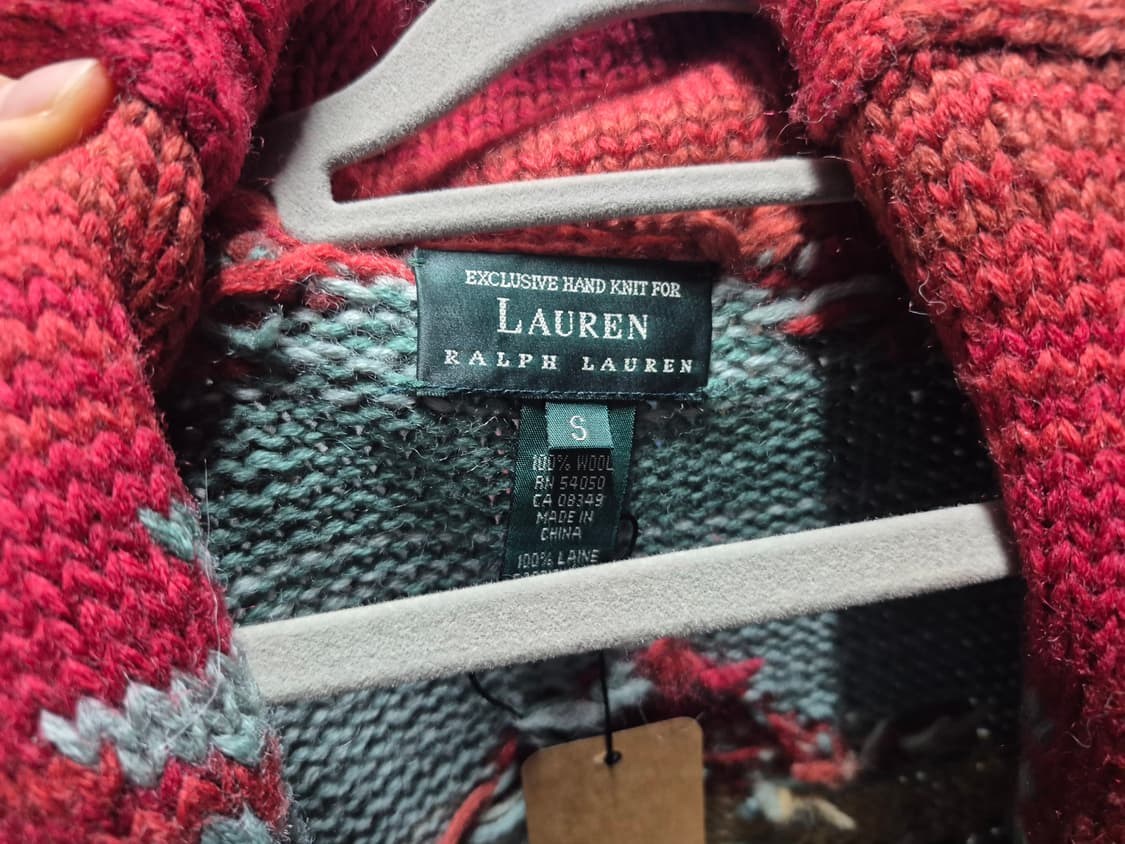 EXCLUSIVE HAND KNIT FOR
LAUREN
RALPH LAUREN
S
100% WOOL
RN 54050
CA 08349
MADE IN
CHINA
100% LAINE